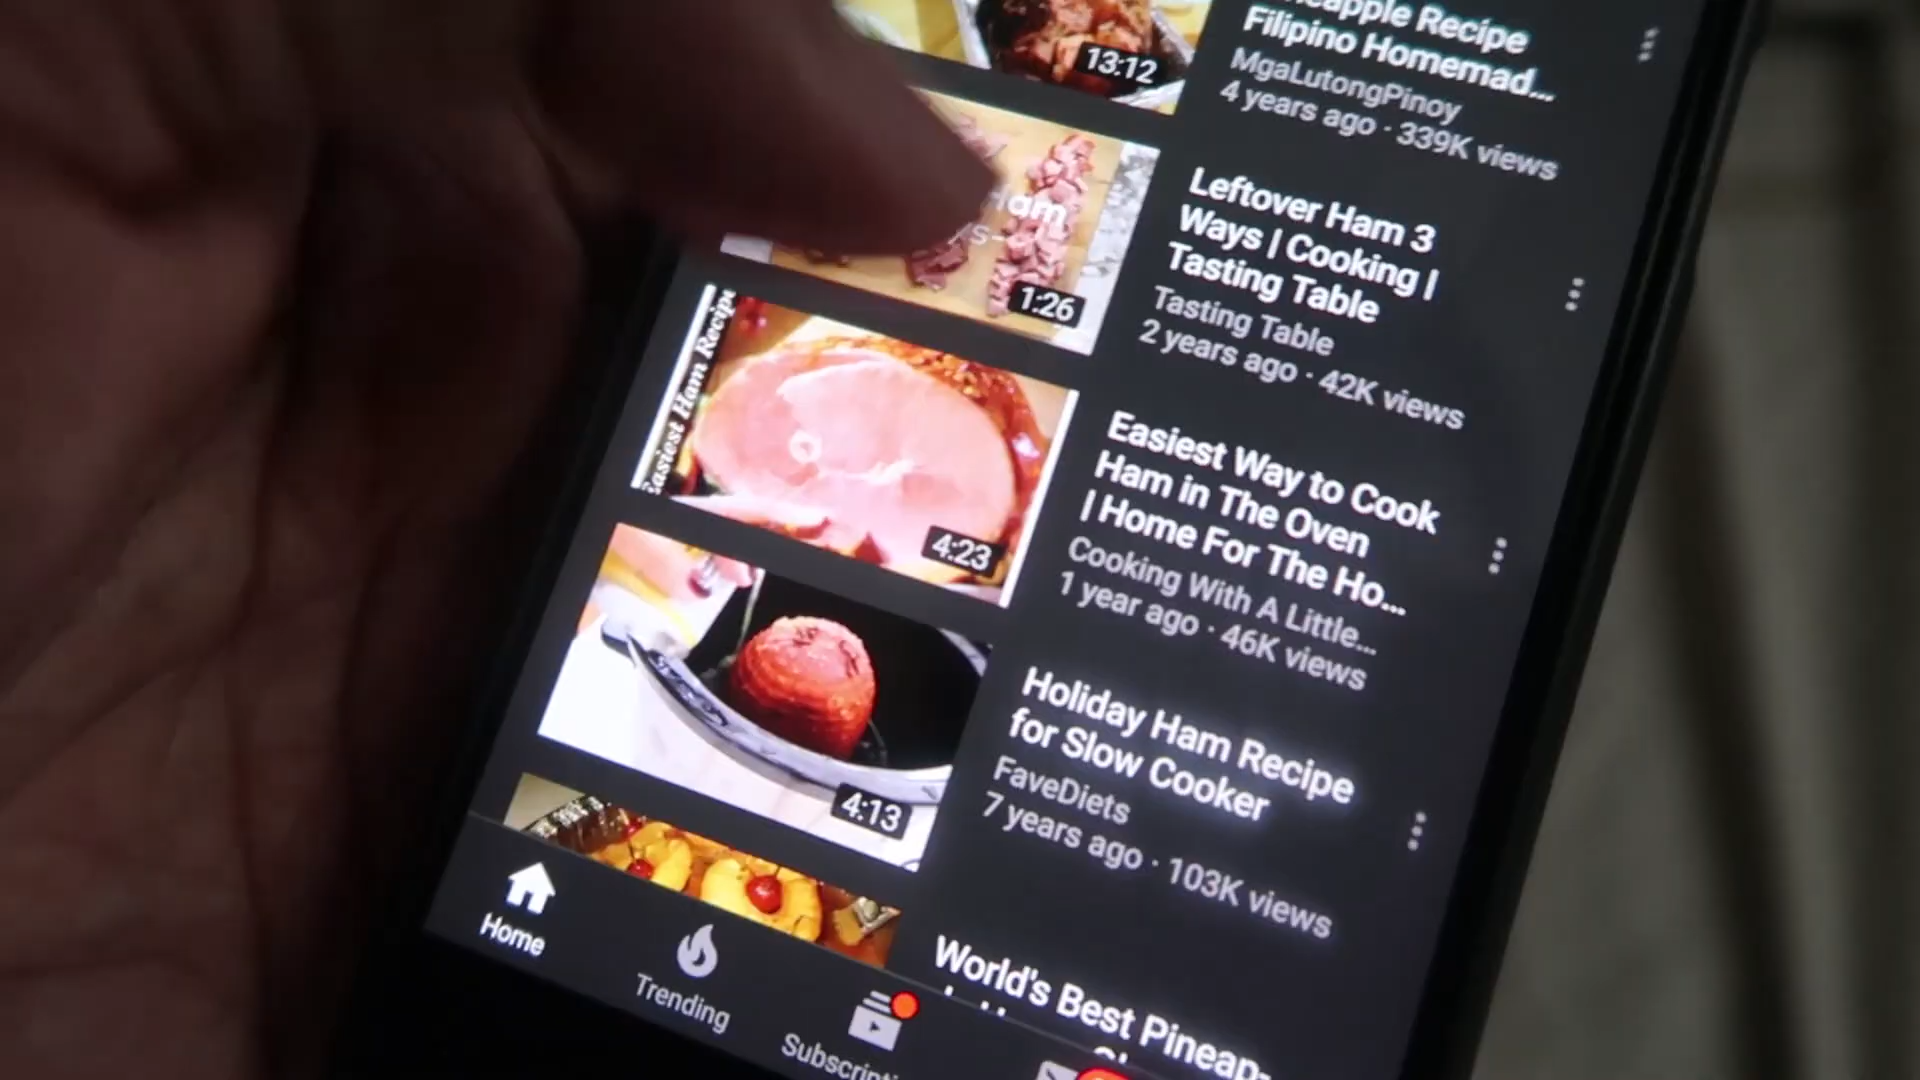 13:12
Recipe
Filipino Homemad...
MgaLutongPinoy
4 years ago · 339K views
Ham
1:26
Leftover Ham 3
Ways | Cooking |
Tasting Table
Tasting Table
2 years ago · 42K views
Easiest Ham Recipe
4:23
Easiest Way to Cook
Ham in The Oven
| Home For The Ho...
Cooking With A Little...
1 year ago · 46K views
4:13
Holiday Ham Recipe
for Slow Cooker
FaveDiets
7 years ago · 103K views
World's Best Pineap-
Home
Trending
Subscripti